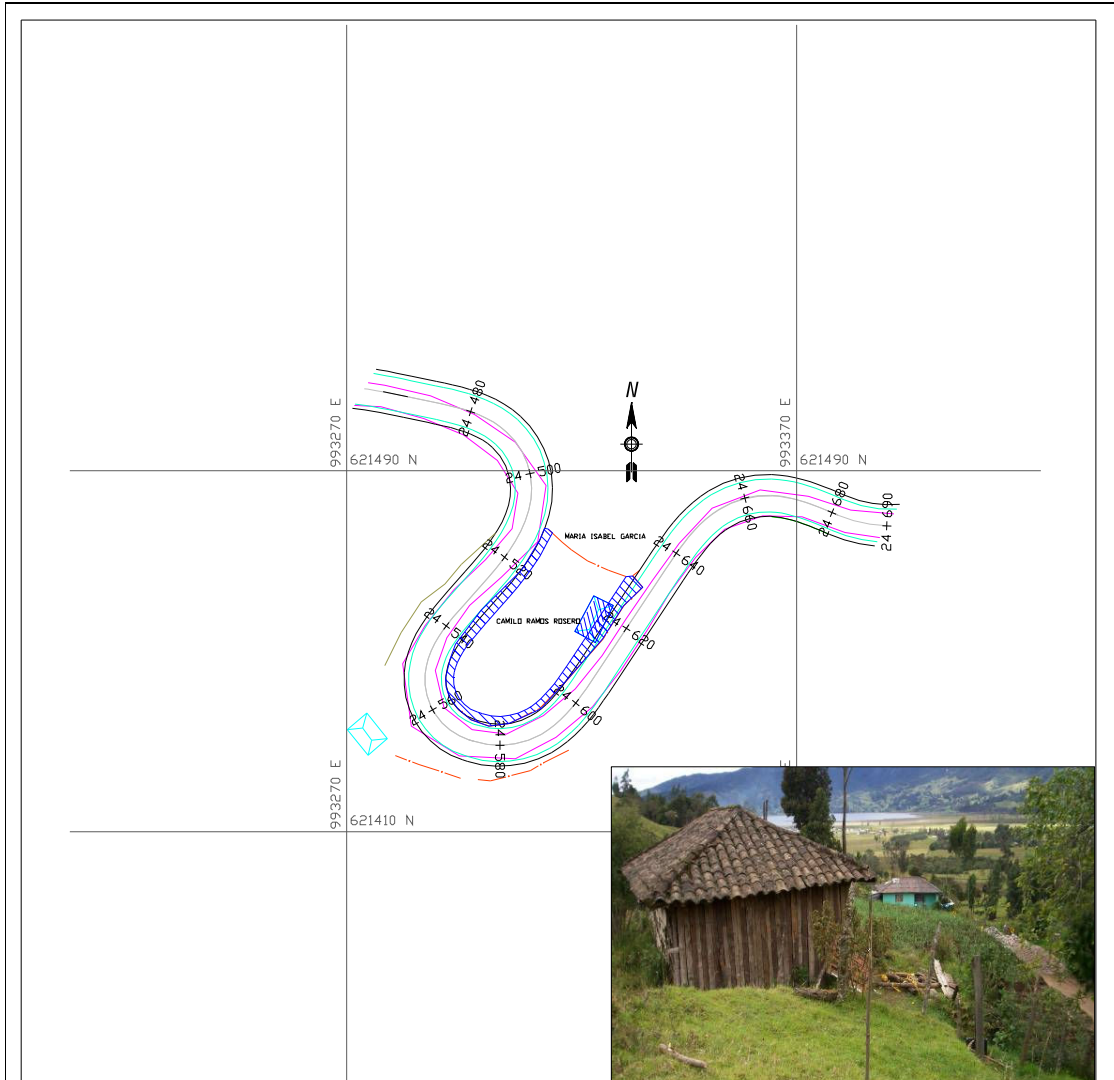 24+480
N
993270 E
993370 E
621490 N
621490 N
24+500
24+660
24+680
24+690
MARIA ISABEL GARCIA
24+520
24+640
24+540
CAMILO RAMOS ROSERO
24+620
24+560
24+600
24+580
993270 E
E
621410 N